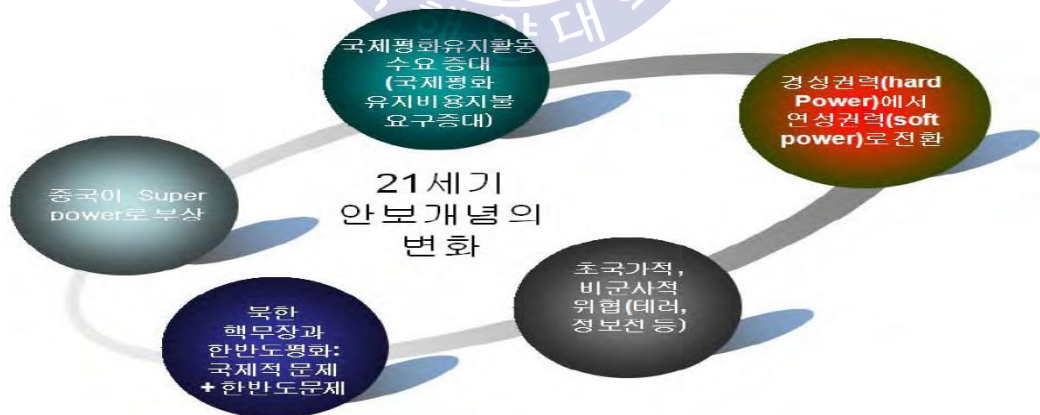 해양대
국제평화유지활동
수요 증대
(국제평화
유지비용지불
요구증대)
경성권력(hard
Power)에서
연성권력(soft
power)로전환
중국이 Super
power로 부상
21세기
안보개념의
변화
초국가적,
비군사적
위협(테러,
정보전 등)
북한
핵무장과
한반도평화:
국제적 문제
+ 한반도문제